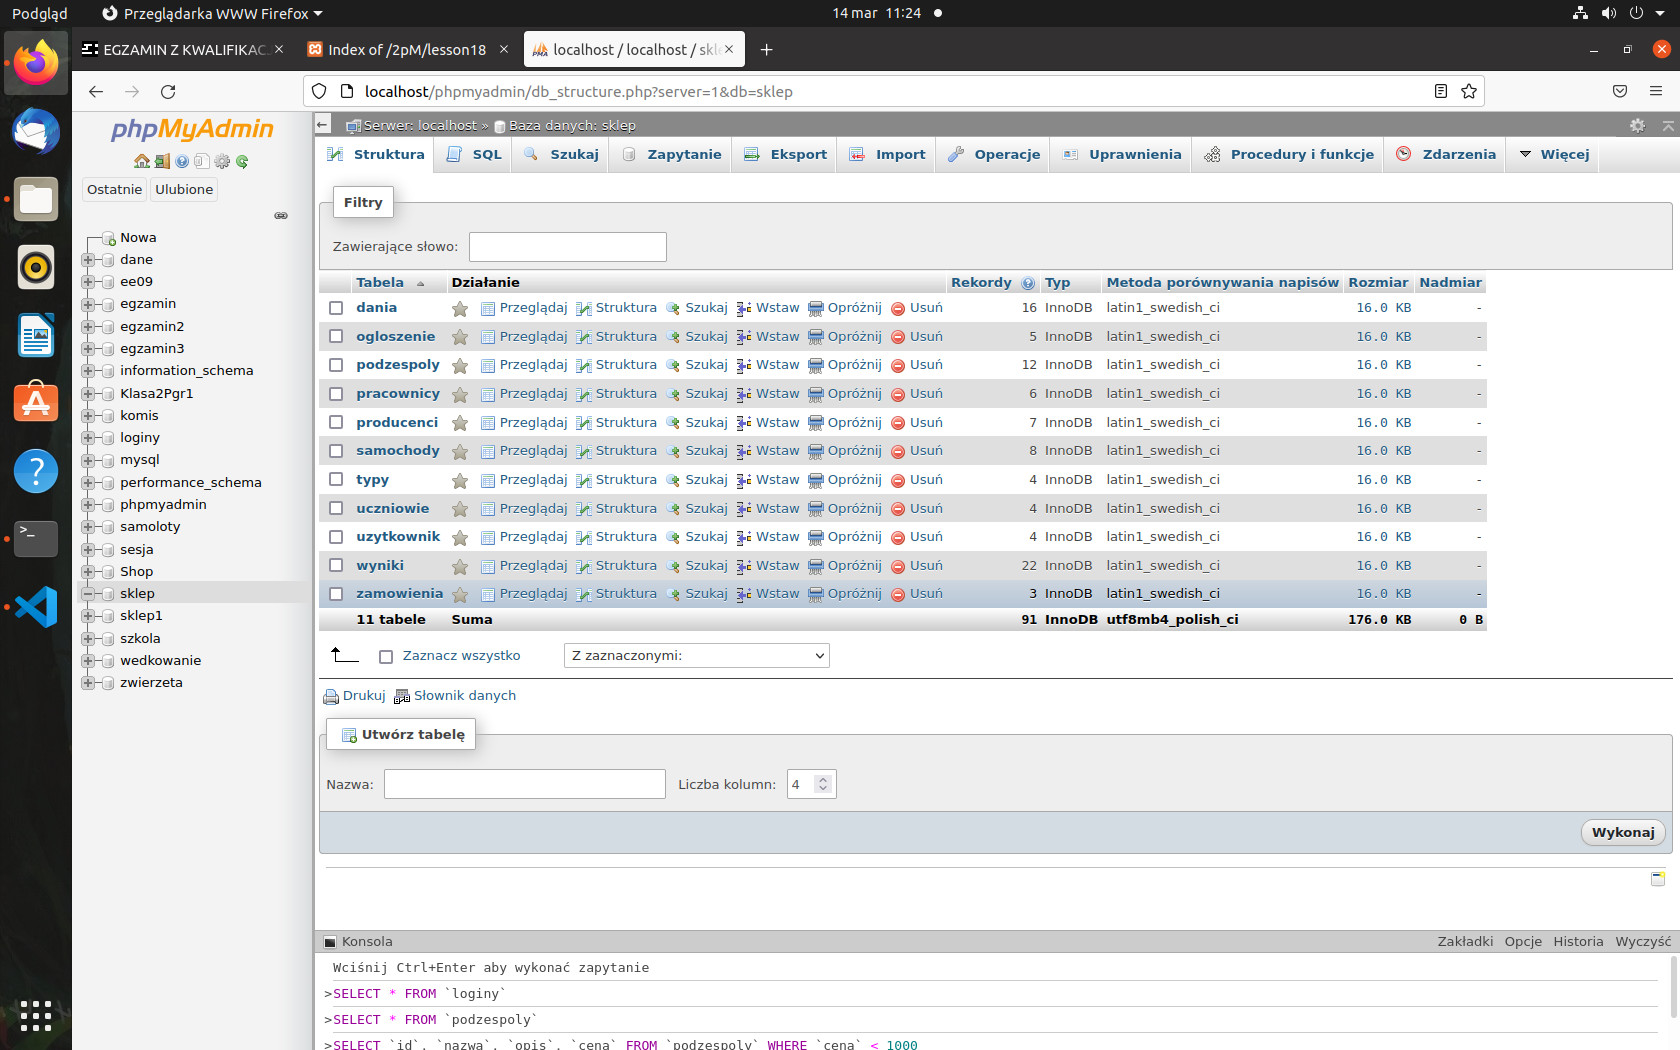 Podgląd
Przeglądarka WWW Firefox
14 mar 11:24
EGZAMIN Z KWALIFIKAC
Index of /2pM/lesson18
localhost / localhost / skl
localhost/phpmyadmin/db_structure.php?server=1&db=sklep
phpMyAdmin
Ostatnie
Ulubione
Nowa
dane
ee09
egzamin
egzamin2
egzamin3
information_schema
Klasa2Pgr1
komis
loginy
mysql
performance_schema
phpmyadmin
samoloty
sesja
Shop
sklep
sklep1
szkola
wedkowanie
zwierzeta
Serwer: localhost » Baza danych: sklep
Struktura SQL Szukaj Zapytanie Eksport Import Operacje Uprawnienia Procedury i funkcje Zdarzenia Więcej
Filtry
Zawierające słowo:
Tabela Działanie Rekordy Typ Metoda porównywania napisów Rozmiar Nadmiar
dania Przeglądaj Struktura Szukaj Wstaw Opróżnij Usuń 16 InnoDB latin1_swedish_ci 16.0 KB -
ogloszenie Przeglądaj Struktura Szukaj Wstaw Opróżnij Usuń 5 InnoDB latin1_swedish_ci 16.0 KB -
podzespoly Przeglądaj Struktura Szukaj Wstaw Opróżnij Usuń 12 InnoDB latin1_swedish_ci 16.0 KB -
pracownicy Przeglądaj Struktura Szukaj Wstaw Opróżnij Usuń 6 InnoDB latin1_swedish_ci 16.0 KB -
producenci Przeglądaj Struktura Szukaj Wstaw Opróżnij Usuń 7 InnoDB latin1_swedish_ci 16.0 KB -
samochody Przeglądaj Struktura Szukaj Wstaw Opróżnij Usuń 8 InnoDB latin1_swedish_ci 16.0 KB -
typy Przeglądaj Struktura Szukaj Wstaw Opróżnij Usuń 4 InnoDB latin1_swedish_ci 16.0 KB -
uczniowie Przeglądaj Struktura Szukaj Wstaw Opróżnij Usuń 4 InnoDB latin1_swedish_ci 16.0 KB -
uzytkownik Przeglądaj Struktura Szukaj Wstaw Opróżnij Usuń 4 InnoDB latin1_swedish_ci 16.0 KB -
wyniki Przeglądaj Struktura Szukaj Wstaw Opróżnij Usuń 22 InnoDB latin1_swedish_ci 16.0 KB -
zamowienia Przeglądaj Struktura Szukaj Wstaw Opróżnij Usuń 3 InnoDB latin1_swedish_ci 16.0 KB -
11 tabele Suma 91 InnoDB utf8mb4_polish_ci 176.0 KB 0 B
Zaznacz wszystko Z zaznaczonymi:
Drukuj Słownik danych
Utwórz tabelę
Nazwa: Liczba kolumn: 4
Wykonaj
Konsola Zakładki Opcje Historia Wyczyść
Wciśnij Ctrl+Enter aby wykonać zapytanie
>SELECT * FROM `loginy`
>SELECT * FROM `podzespoly`
>SELECT `id`, `nazwa`, `opis`, `cena` FROM `podzespoly` WHERE `cena` < 1000